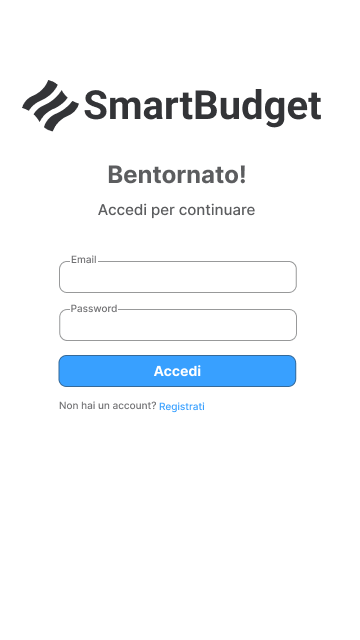 SmartBudget
Bentornato!
Accedi per continuare
Email
Password
Accedi
Non hai un account? Registrati